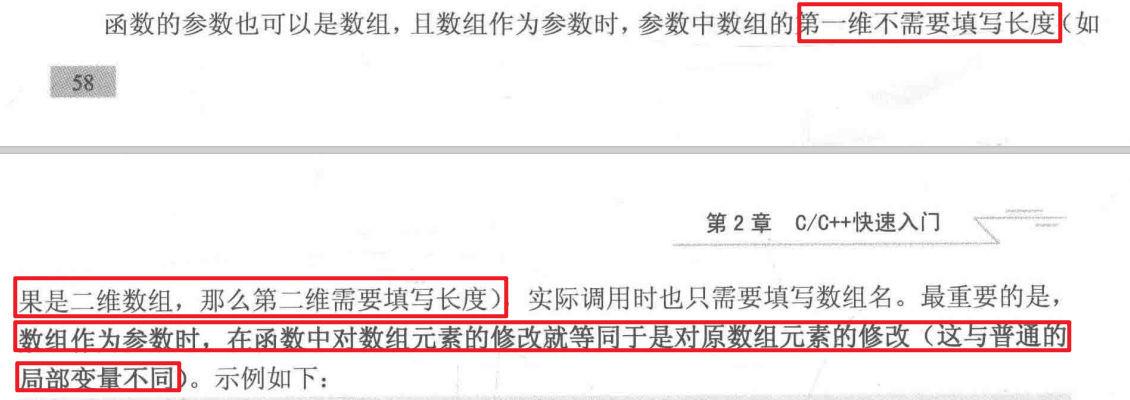 函数的参数也可以是数组，且数组作为参数时，参数中数组的第一维不需要填写长度（如
58
第 2 章 C/C++快速入门
果是二维数组，那么第二维需要填写长度），实际调用时也只需要填写数组名。最重要的是，
数组作为参数时，在函数中对数组元素的修改就等同于是对原数组元素的修改（这与普通的
局部变量不同）。示例如下：